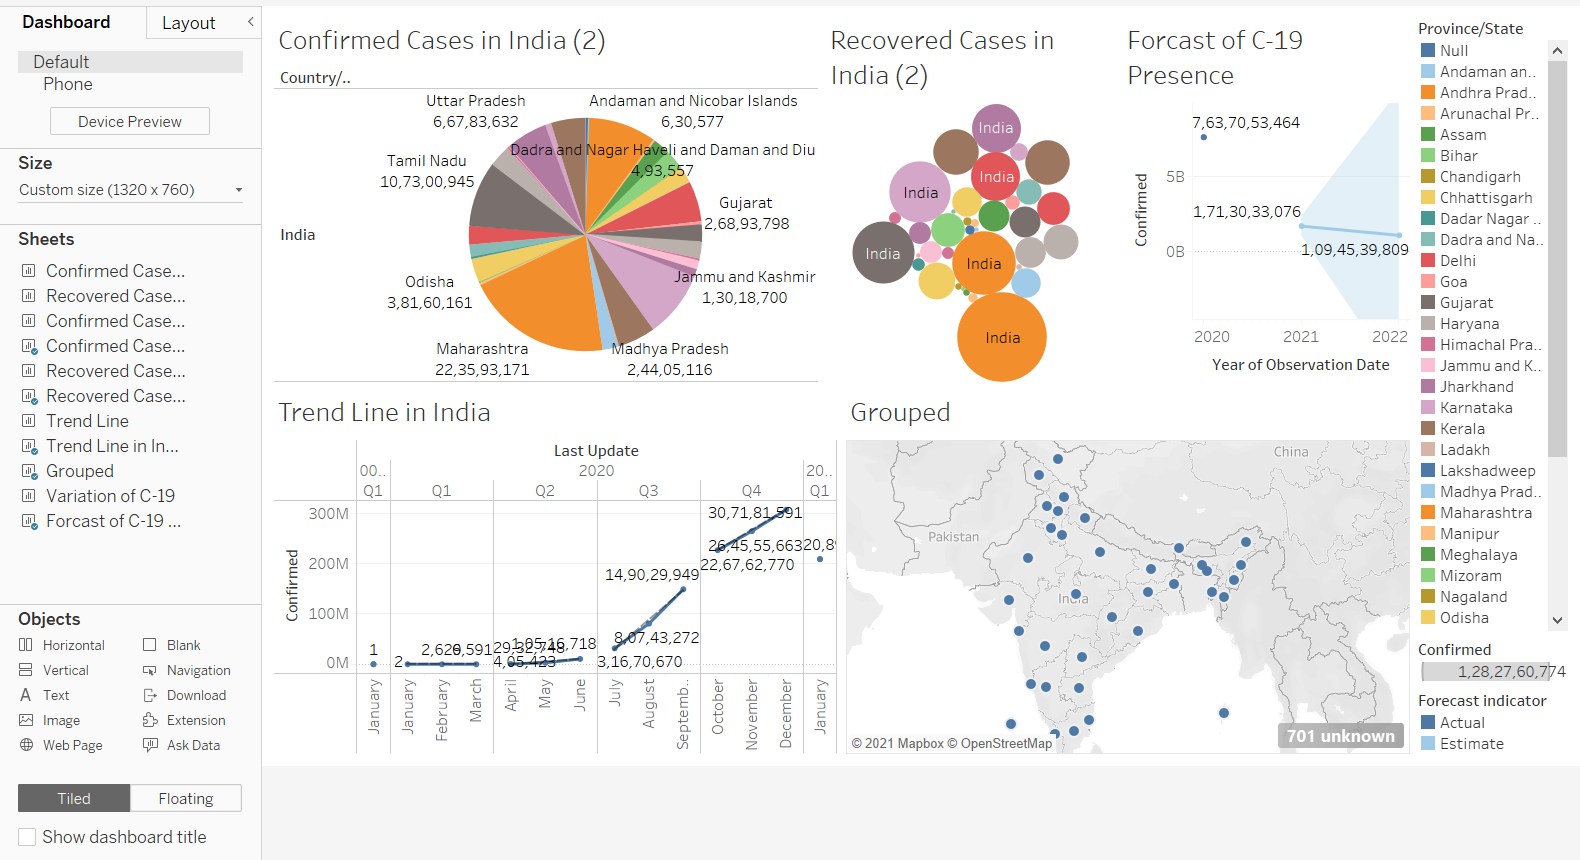 Dashboard
Layout
Default
Phone
Device Preview
Size
Custom size (1320 x 760)
Sheets
Confirmed Case...
Recovered Case...
Confirmed Case...
Confirmed Case...
Recovered Case...
Recovered Case...
Trend Line
Trend Line in In...
Grouped
Variation of C-19
Forcast of C-19 ...
Objects
Horizontal
Blank
Vertical
Navigation
Text
Download
Image
Extension
Web Page
Ask Data
Tiled
Floating
Show dashboard title
Confirmed Cases in India (2)
Country/..
India
Uttar Pradesh
6,67,83,632
Andaman and Nicobar Islands
6,30,577
Dadra and Nagar Haveli and Daman and Diu
4,93,557
Tamil Nadu
10,73,00,945
Gujarat
2,68,93,798
Jammu and Kashmir
1,30,18,700
Odisha
3,81,60,161
Maharashtra
22,35,93,171
Madhya Pradesh
2,44,05,116
Recovered Cases in
India (2)
India
India
India
India
India
India
Forcast of C-19
Presence
7,63,70,53,464
5B
1,71,30,33,076
0B
1,09,45,39,809
Confirmed
2020
2021
2022
Year of Observation Date
Trend Line in India
Last Update
00..
2020
20..
Q1
Q1
Q2
Q3
Q4
Q1
300M
200M
100M
0M
Confirmed
1
2
4,05,423
1,05,16,718
3,16,70,670
8,07,43,272
14,90,29,949
22,67,62,770
26,45,55,663
30,71,81,591
January
January
February
March
April
May
June
July
August
Septemb..
October
November
December
January
Grouped
China
Pakistan
India
© 2021 Mapbox © OpenStreetMap
701 unknown
Province/State
Null
Andaman an..
Andhra Prad..
Arunachal Pr..
Assam
Bihar
Chandigarh
Chhattisgarh
Dadar Nagar ..
Dadra and Na..
Delhi
Goa
Gujarat
Haryana
Himachal Pra..
Jammu and K..
Jharkhand
Karnataka
Kerala
Ladakh
Lakshadweep
Madhya Prad..
Maharashtra
Manipur
Meghalaya
Mizoram
Nagaland
Odisha
Confirmed
1,28,27,60,774
Forecast indicator
Actual
Estimate